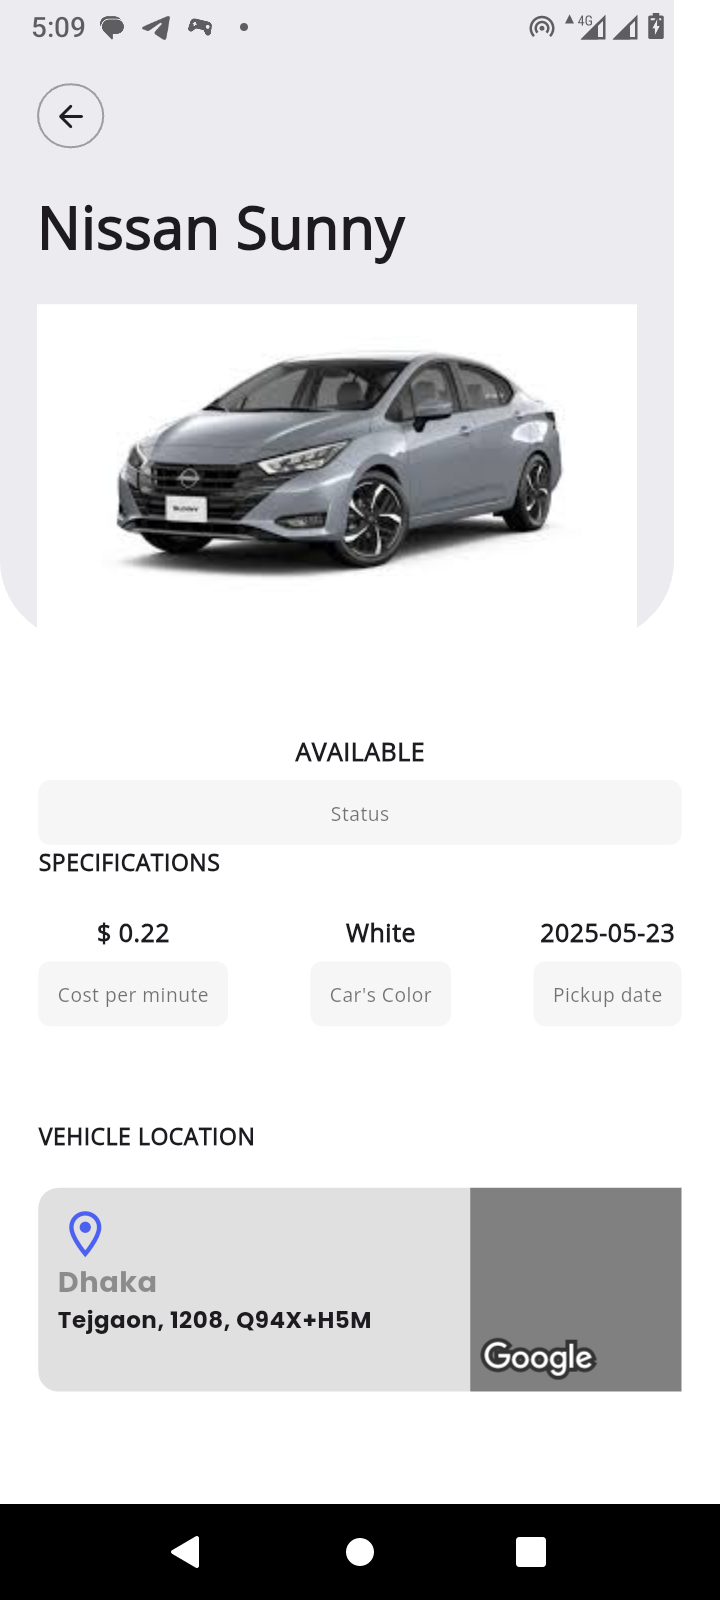 5:09
4G
Nissan Sunny
SUNNY
AVAILABLE
Status
SPECIFICATIONS
$ 0.22
White
2025-05-23
Cost per minute
Car's Color
Pickup date
VEHICLE LOCATION
Dhaka
Tejgaon, 1208, Q94X+H5M
Google